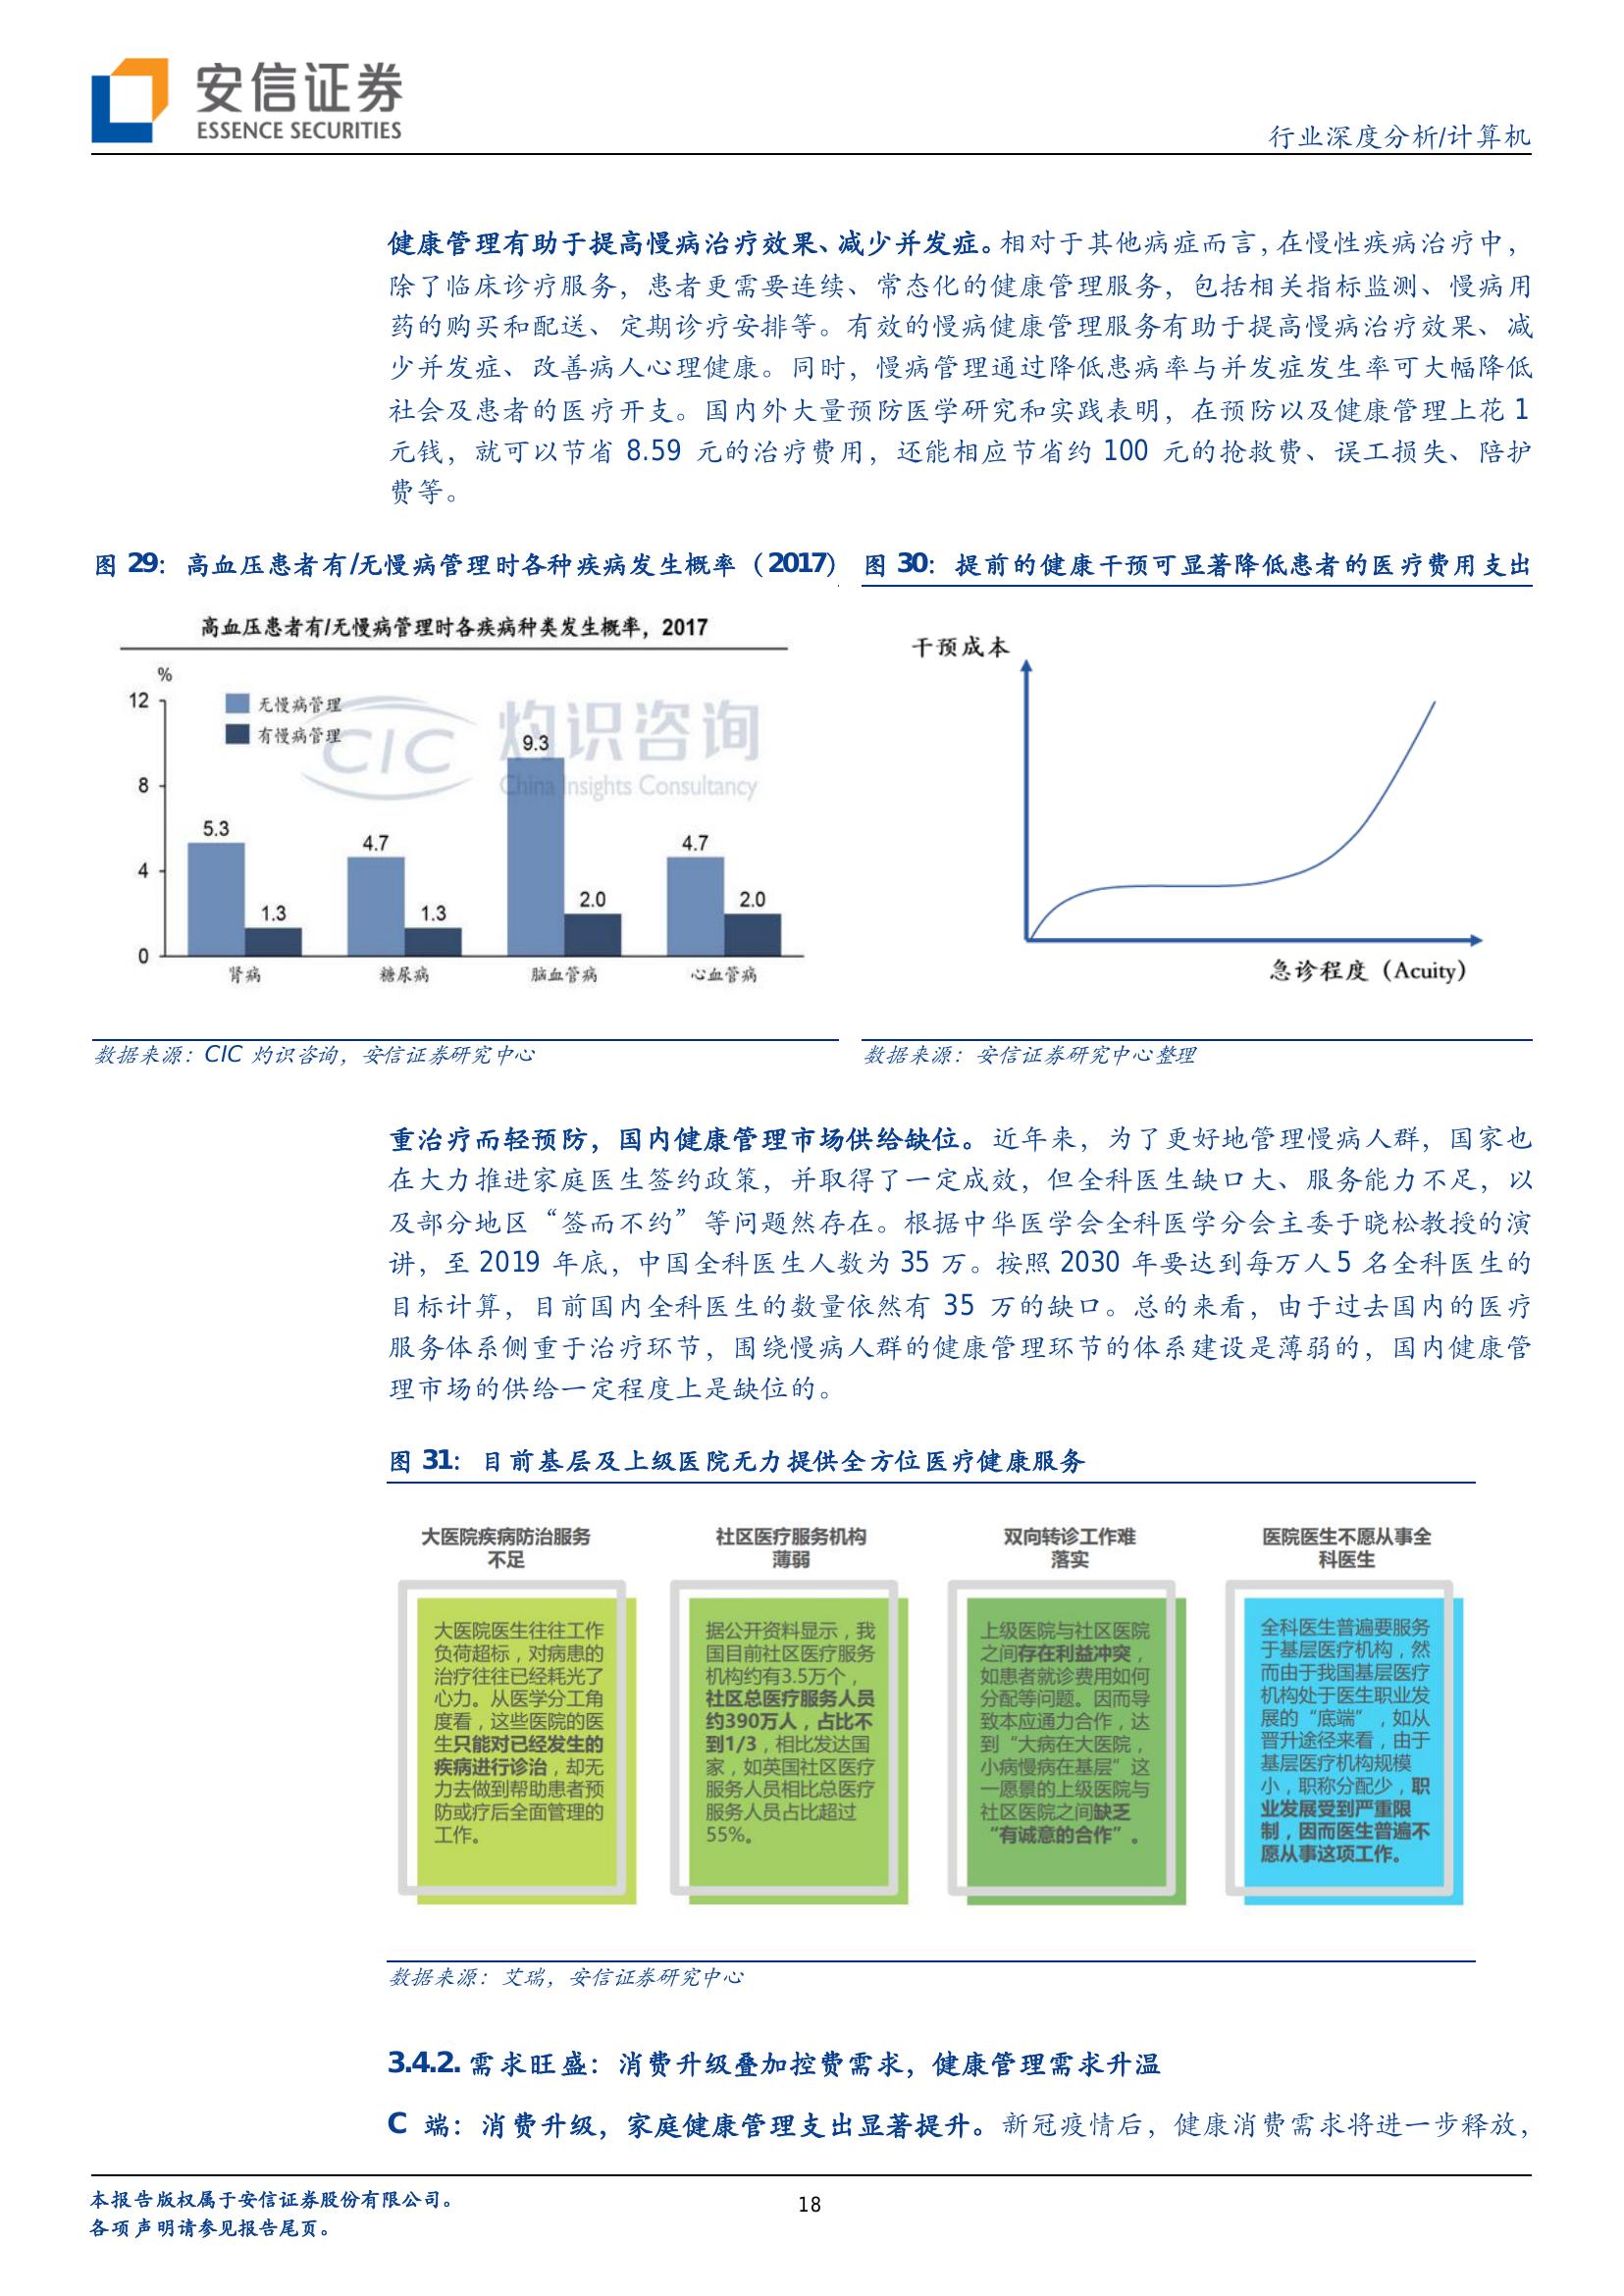 安信证券
ESSENCE SECURITIES
行业深度分析/计算机
健康管理有助于提高慢病治疗效果、减少并发症。相对于其他病症而言，在慢性疾病治疗中，
除了临床诊疗服务，患者更需要连续、常态化的健康管理服务，包括相关指标监测、慢病用
药的购买和配送、定期诊疗安排等。有效的慢病健康管理服务有助于提高慢病治疗效果、减
少并发症、改善病人心理健康。同时，慢病管理通过降低患病率与并发症发生率可大幅降低
社会及患者的医疗开支。国内外大量预防医学研究和实践表明，在预防以及健康管理上花 1
元钱，就可以节省 8.59 元的治疗费用，还能相应节省约 100 元的抢救费、误工损失、陪护
费等。
图 29：高血压患者有/无慢病管理时各种疾病发生概率（2017）
高血压患者有/无慢病管理时各疾病种类发生概率，2017
%
12
8
4
0
无慢病管理
有慢病管理
CIC 灼识咨询
China Insights Consultancy
5.3
1.3
4.7
1.3
9.3
2.0
4.7
2.0
肾病
糖尿病
脑血管病
心血管病
数据来源：CIC 灼识咨询，安信证券研究中心
图 30：提前的健康干预可显著降低患者的医疗费用支出
干预成本
急诊程度（Acuity）
数据来源：安信证券研究中心整理
重治疗而轻预防，国内健康管理市场供给缺位。近年来，为了更好地管理慢病人群，国家也
在大力推进家庭医生签约政策，并取得了一定成效，但全科医生缺口大、服务能力不足，以
及部分地区“签而不约”等问题然存在。根据中华医学会全科医学分会主委于晓松教授的演
讲，至 2019 年底，中国全科医生人数为 35 万。按照 2030 年要达到每万人 5 名全科医生的
目标计算，目前国内全科医生的数量依然有 35 万的缺口。总的来看，由于过去国内的医疗
服务体系侧重于治疗环节，围绕慢病人群的健康管理环节的体系建设是薄弱的，国内健康管
理市场的供给一定程度上是缺位的。
图 31：目前基层及上级医院无力提供全方位医疗健康服务
大医院疾病防治服务
不足
大医院医生往往工作
负荷超标，对病患的
治疗往往已经耗光了
心力。从医学分工角
度看，这些医院的医
生只能对已经发生的
疾病进行诊治，却无
力去做到帮助患者预
防或疗后全面管理的
工作。
社区医疗服务机构
薄弱
据公开资料显示，我
国目前社区医疗服务
机构约有3.5万个，
社区总医疗服务人员
约390万人，占比不
到1/3，相比发达国
家，如英国社区医疗
服务人员相比总医疗
服务人员占比超过
55%。
双向转诊工作难
落实
上级医院与社区医院
之间存在利益冲突，
如患者就诊费用如何
分配等问题。因而导
致本应通力合作，达
到“大病在大医院，
小病慢病在基层”这
一愿景的上级医院与
社区医院之间缺乏
“有诚意的合作”。
医院医生不愿从事全
科医生
全科医生普遍要服务
于基层医疗机构，然
而由于我国基层医疗
机构处于医生职业发
展的“底端”，如从
晋升途径来看，由于
基层医疗机构规模
小，职称分配少，职
业发展受到严重限
制，因而医生普遍不
愿从事这项工作。
数据来源：艾瑞，安信证券研究中心
3.4.2. 需求旺盛：消费升级叠加控费需求，健康管理需求升温
C 端：消费升级，家庭健康管理支出显著提升。新冠疫情后，健康消费需求将进一步释放，
本报告版权属于安信证券股份有限公司。
各项声明请参见报告尾页。
18